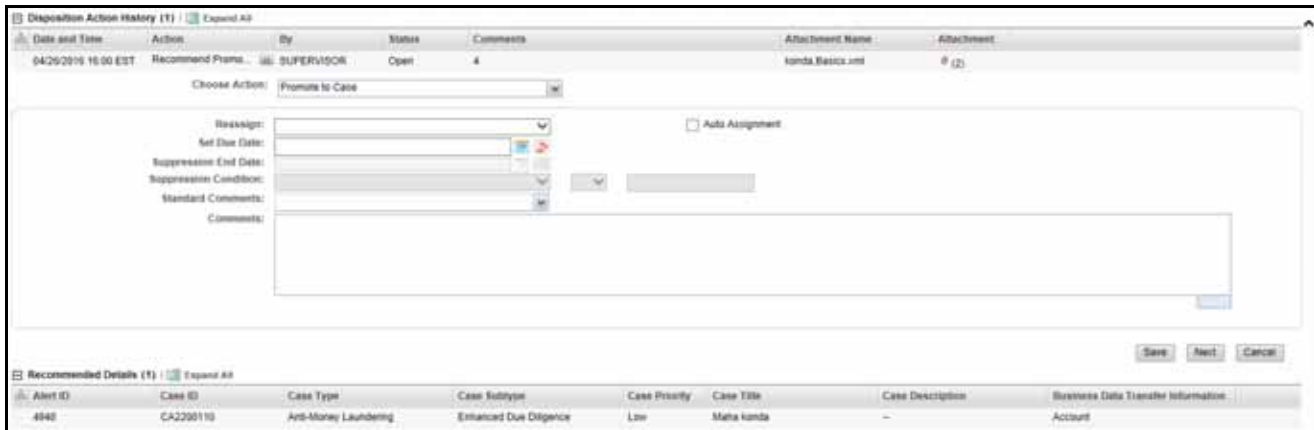 Disposition Action History (1) | Expand All
Date and Time Action By Status Comments Attachment Name Attachment
04/26/2016 16:00 EST Recommend Promo... SUPERVISOR Open 4 konda.Basics.xml (2)
Choose Action: Promote to Case
Reassign: Auto Assignment
Set Due Date:
Suppression End Date:
Suppression Condition:
Standard Comments:
Comments:
Save Next Cancel
Recommended Details (1) | Expand All
Alert ID Case ID Case Type Case Subtype Case Priority Case Title Case Description Business Data Transfer Information
4840 CA2200110 Anti-Money Laundering Enhanced Due Diligence Low Maha konda -- Account